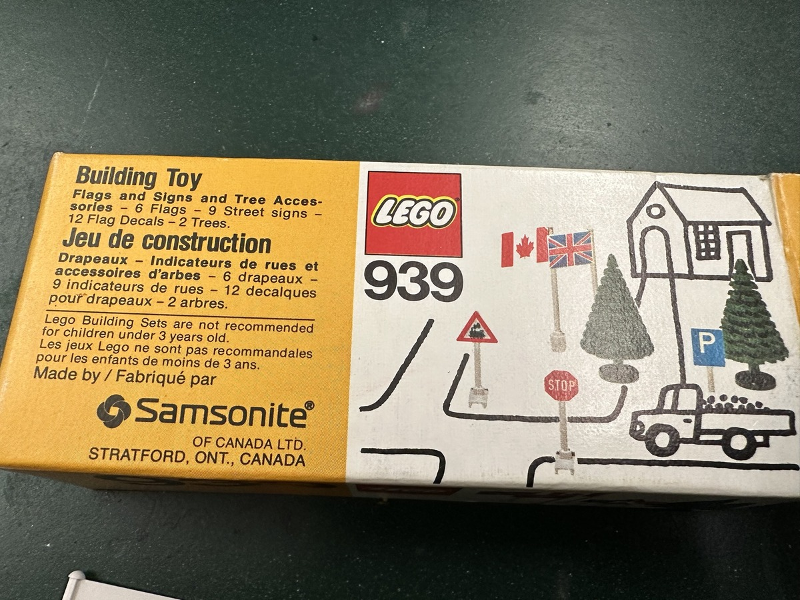 Building Toy
Flags and Signs and Tree Acces-
sories – 6 Flags – 9 Street signs –
12 Flag Decals – 2 Trees.
Jeu de construction
Drapeaux – Indicateurs de rues et
accessoires d'arbes – 6 drapeaux –
9 indicateurs de rues – 12 decalques
pour drapeaux – 2 arbres.
Lego Building Sets are not recommended
for children under 3 years old.
Les jeux Lego ne sont pas recommandales
pour les enfants de moins de 3 ans.
Made by / Fabriqué par
Samsonite®
OF CANADA LTD.
STRATFORD, ONT., CANADA
LEGO
939
STOP
P